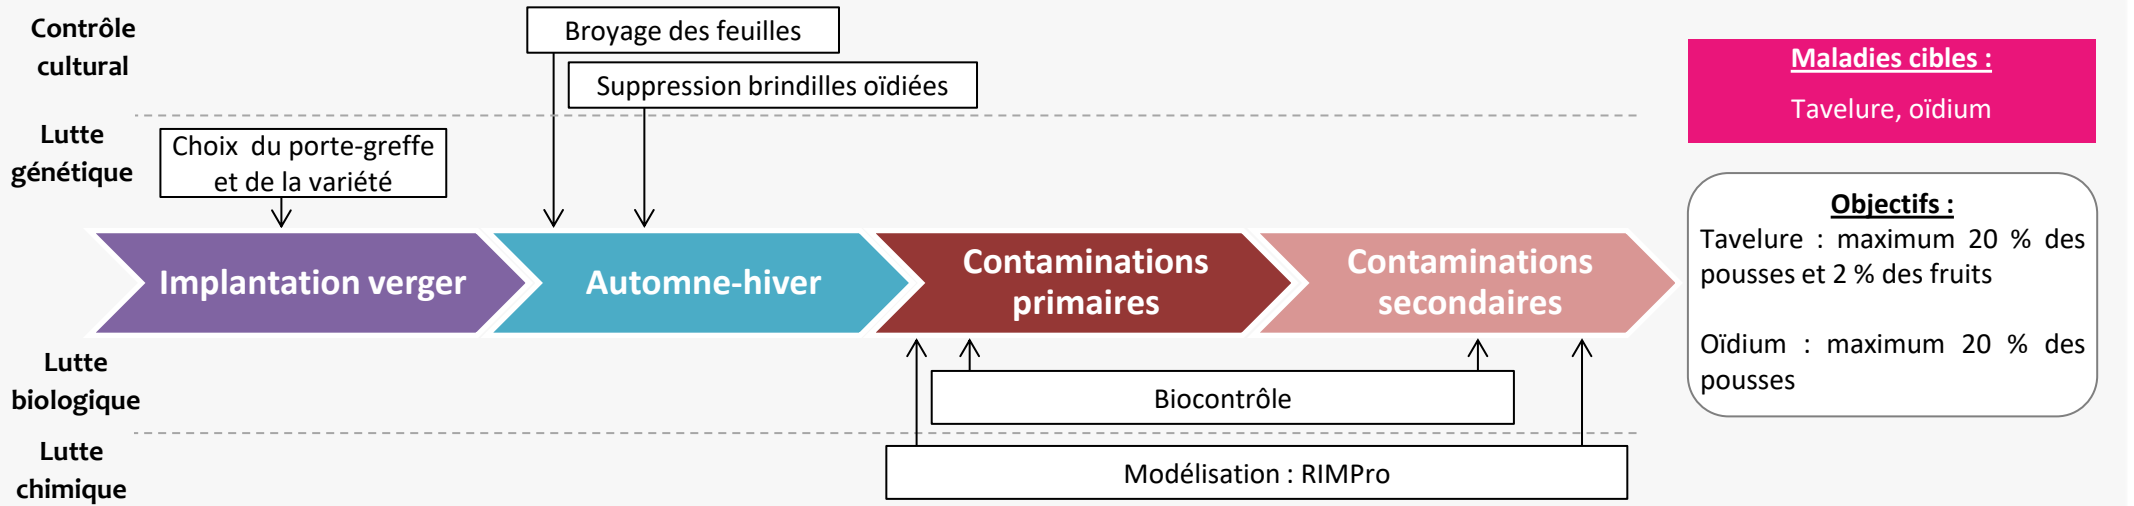 Contrôle
cultural
Broyage des feuilles
Suppression brindilles oïdiées
Lutte
génétique
Choix du porte-greffe
et de la variété
Implantation verger
Automne-hiver
Contaminations
primaires
Contaminations
secondaires
Lutte
biologique
Biocontrôle
Lutte
chimique
Modélisation : RIMPro
Maladies cibles :
Tavelure, oïdium
Objectifs :
Tavelure : maximum 20 % des
pousses et 2 % des fruits
Oïdium : maximum 20 % des
pousses